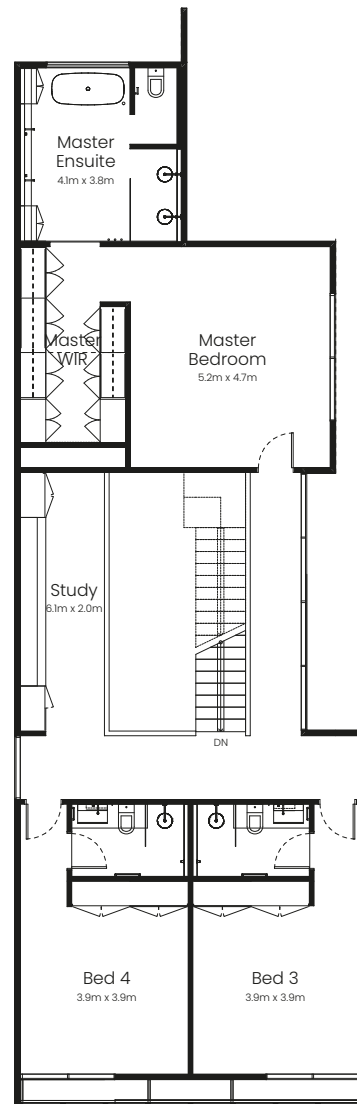 Master
Ensuite
4.1m x 3.8m
Master
WIR
Master
Bedroom
5.2m x 4.7m
Study
6.1m x 2.0m
DN
Bed 4
3.9m x 3.9m
Bed 3
3.9m x 3.9m